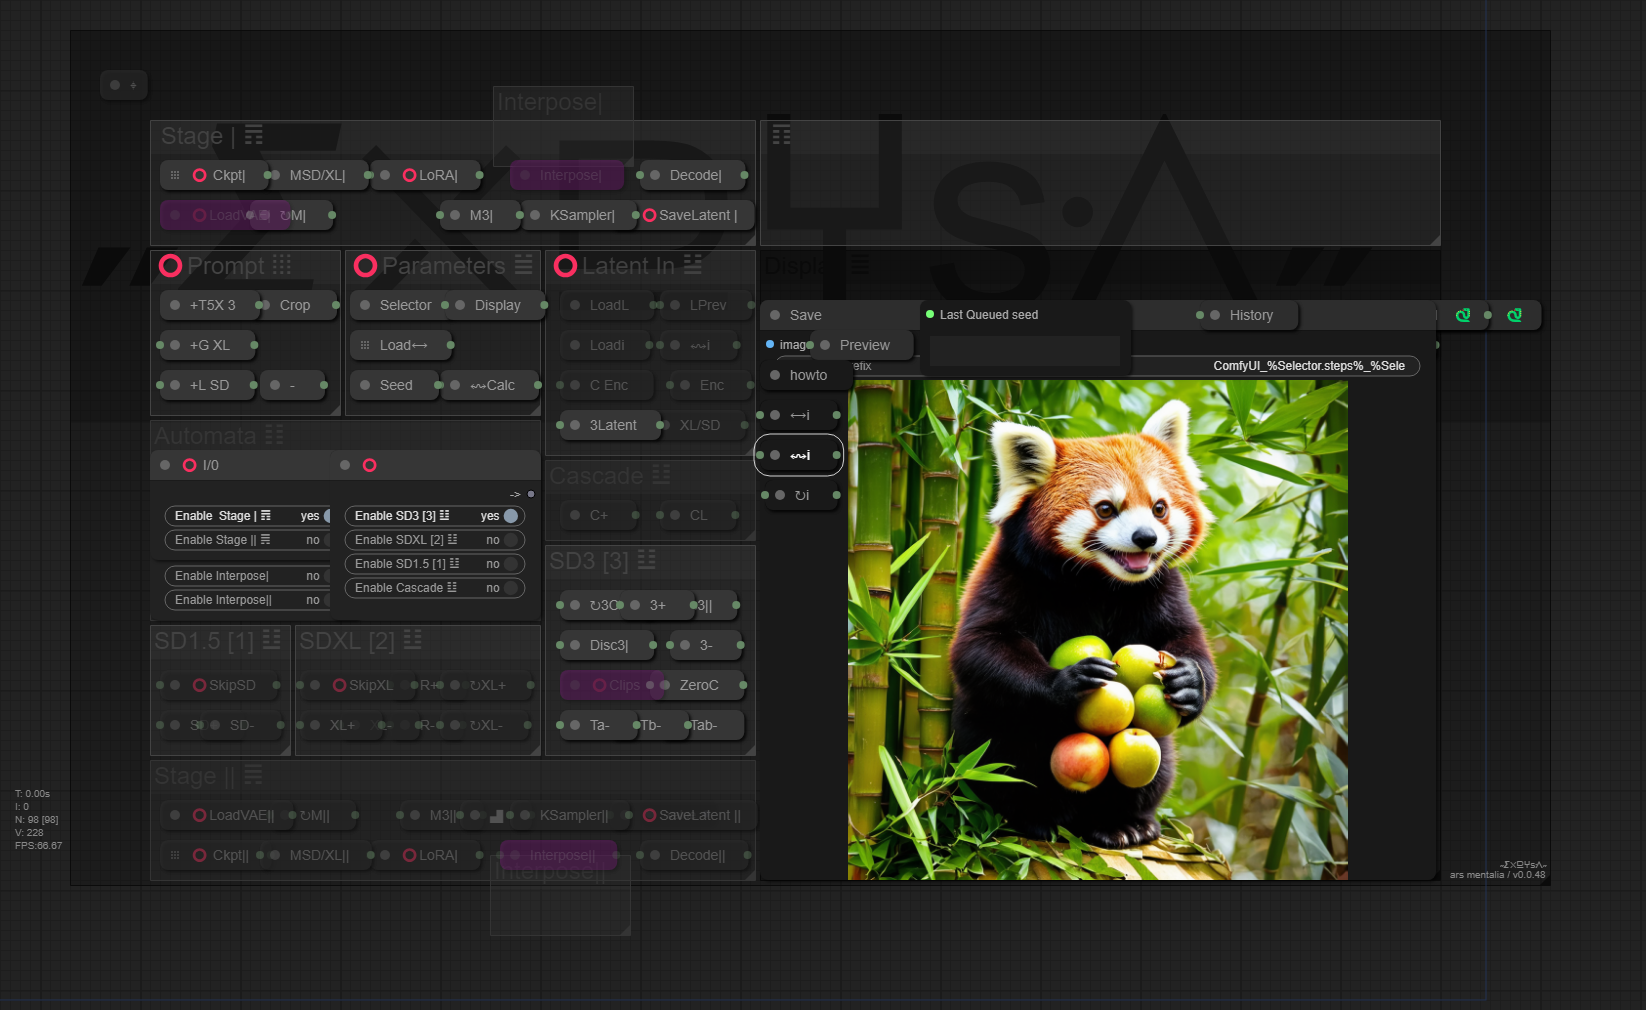 Interpose|
Stage | ䷴
Ckpt|
MSD/XL|
LoRA|
Interpose|
Decode|
LoadVAE|
↻M|
M3|
KSampler|
SaveLatent |
Prompt
Parameters
Latent In
Display
+T5X 3
Crop
Selector
Display
LoadL
LPrev
Save
Last Queued seed
History
+G XL
Load↔
Loadi
↭i
Preview
+L SD
-
Seed
↭Calc
C Enc
Enc
howto
efix
ComfyUI_%Selector.steps%_%Sele
3Latent
XL/SD
↔i
Automata
I/0
↭i
Cascade
->
↻i
C+
CL
Enable Stage |
yes
Enable SD3 [3]
yes
Enable Stage ||
no
Enable SDXL [2]
no
Enable SD1.5 [1]
no
Enable Interpose|
no
Enable Cascade
no
Enable Interpose||
no
SD3 [3]
3+
3||
Disc3|
3-
SD1.5 [1]
SDXL [2]
SkipSD
SkipXL
R+
↻XL+
Clips
ZeroC
SD-
XL+
R-
↻XL-
Ta-
Tb-
Tab-
Stage ||
LoadVAE||
↻M||
M3||
KSampler||
SaveLatent ||
Ckpt||
MSD/XL||
LoRA|
Interpose||
Decode||
Interpose||
T: 0.00s
I: 0
N: 98 [98]
V: 228
FPS:66.67
ars mentalia / v0.0.48